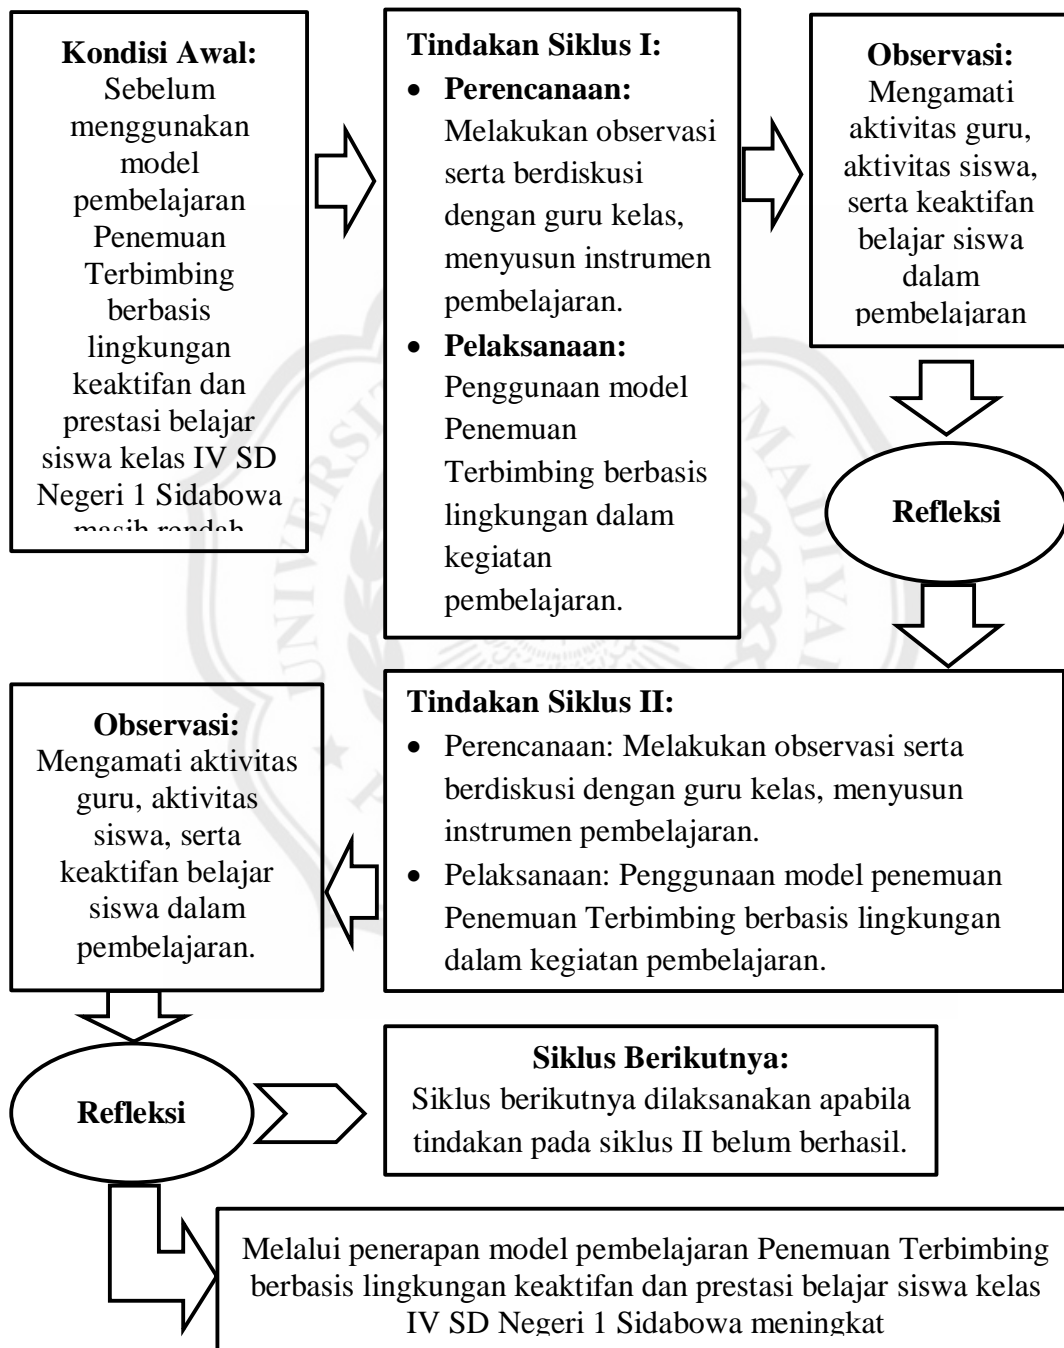 Kondisi Awal:
Sebelum
menggunakan
model
pembelajaran
Penemuan
Terbimbing
berbasis
lingkungan
keaktifan dan
prestasi belajar
siswa kelas IV SD
Negeri 1 Sidabowa
masih rendah
Tindakan Siklus I:
• Perencanaan:
Melakukan observasi
serta berdiskusi
dengan guru kelas,
menyusun instrumen
pembelajaran.
• Pelaksanaan:
Penggunaan model
Penemuan
Terbimbing berbasis
lingkungan dalam
kegiatan
pembelajaran.
Observasi:
Mengamati
aktivitas guru,
aktivitas siswa,
serta keaktifan
belajar siswa
dalam
pembelajaran
Refleksi
Tindakan Siklus II:
• Perencanaan: Melakukan observasi serta
berdiskusi dengan guru kelas, menyusun
instrumen pembelajaran.
• Pelaksanaan: Penggunaan model penemuan
Penemuan Terbimbing berbasis lingkungan
dalam kegiatan pembelajaran.
Observasi:
Mengamati aktivitas
guru, aktivitas
siswa, serta
keaktifan belajar
siswa dalam
pembelajaran.
Refleksi
Siklus Berikutnya:
Siklus berikutnya dilaksanakan apabila
tindakan pada siklus II belum berhasil.
Melalui penerapan model pembelajaran Penemuan Terbimbing
berbasis lingkungan keaktifan dan prestasi belajar siswa kelas
IV SD Negeri 1 Sidabowa meningkat